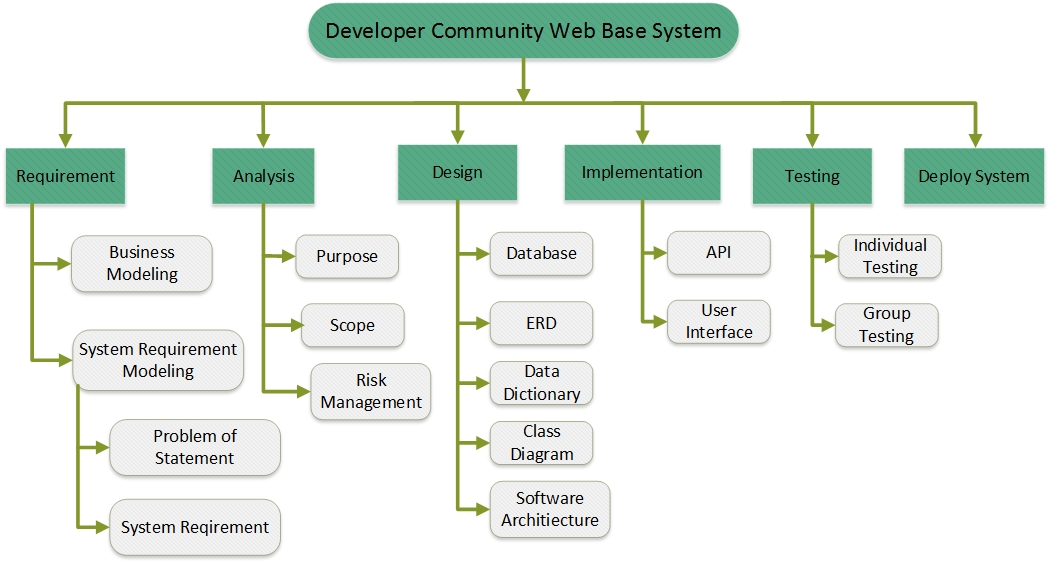 Developer Community Web Base System
Requirement
Analysis
Design
Implementation
Testing
Deploy System
Business
Modeling
System Requirement
Modeling
Problem of
Statement
System Reqirement
Purpose
Scope
Risk
Management
Database
ERD
Data
Dictionary
Class
Diagram
Software
Architiecture
API
User
Interface
Individual
Testing
Group
Testing